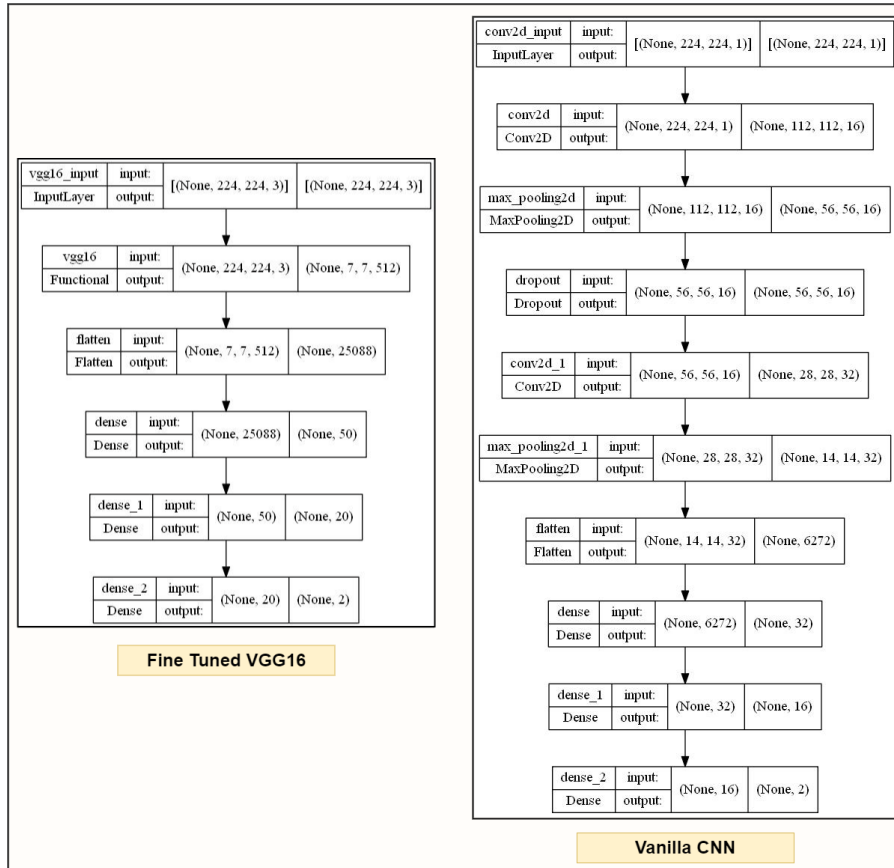 vgg16_input input: [(None, 224, 224, 3)] [(None, 224, 224, 3)]
InputLayer output:
vgg16 input: (None, 224, 224, 3) (None, 7, 7, 512)
Functional output:
flatten input: (None, 7, 7, 512) (None, 25088)
Flatten output:
dense input: (None, 25088) (None, 50)
Dense output:
dense_1 input: (None, 50) (None, 20)
Dense output:
dense_2 input: (None, 20) (None, 2)
Dense output:
Fine Tuned VGG16
conv2d_input input: [(None, 224, 224, 1)] [(None, 224, 224, 1)]
InputLayer output:
conv2d input: (None, 224, 224, 1) (None, 112, 112, 16)
Conv2D output:
max_pooling2d input: (None, 112, 112, 16) (None, 56, 56, 16)
MaxPooling2D output:
dropout input: (None, 56, 56, 16) (None, 56, 56, 16)
Dropout output:
conv2d_1 input: (None, 56, 56, 16) (None, 28, 28, 32)
Conv2D output:
max_pooling2d_1 input: (None, 28, 28, 32) (None, 14, 14, 32)
MaxPooling2D output:
flatten input: (None, 14, 14, 32) (None, 6272)
Flatten output:
dense input: (None, 6272) (None, 32)
Dense output:
dense_1 input: (None, 32) (None, 16)
Dense output:
dense_2 input: (None, 16) (None, 2)
Dense output:
Vanilla CNN